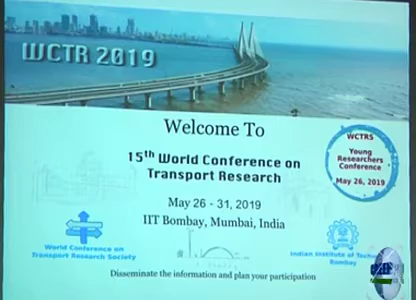 WCTR 2019
Welcome To
15th World Conference on
Transport Research
WCTRS
Young
Researchers
Conference
May 26, 2019
May 26 - 31, 2019
IIT Bombay, Mumbai, India
World Conference on
Transport Research Society
Indian Institute of
Bombay
Disseminate the information and plan your participation